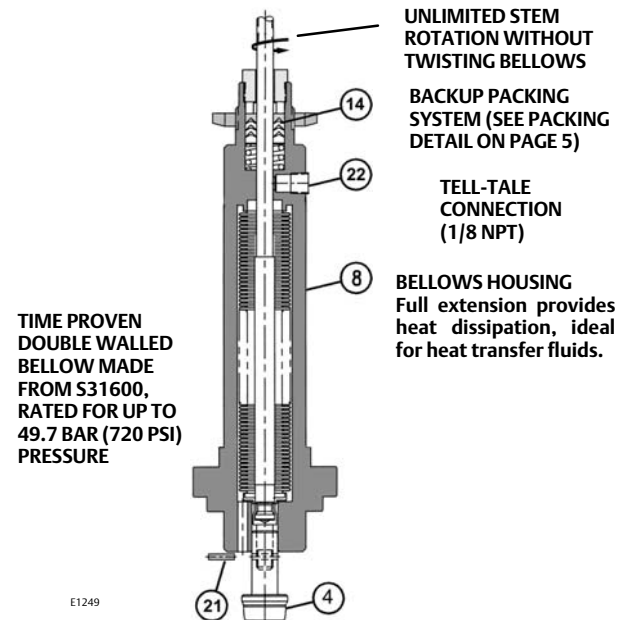 UNLIMITED STEM
ROTATION WITHOUT
TWISTING BELLOWS
14
BACKUP PACKING
SYSTEM (SEE PACKING
DETAIL ON PAGE 5)
22
TELL-TALE
CONNECTION
(1/8 NPT)
8
BELLOWS HOUSING
Full extension provides
heat dissipation, ideal
for heat transfer fluids.
TIME PROVEN
DOUBLE WALLED
BELLOW MADE
FROM S31600,
RATED FOR UP TO
49.7 BAR (720 PSI)
PRESSURE
E1249
21
4